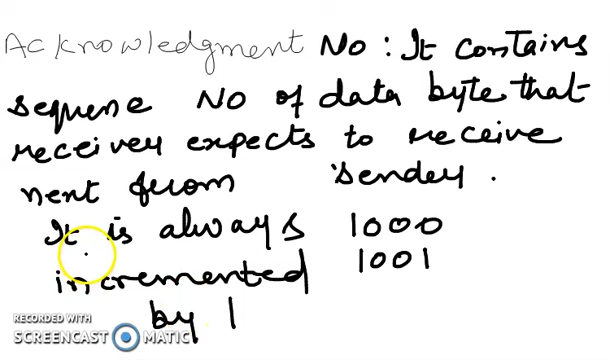 Acknowledgment No : It contains
sequence No of data byte that
receiver expects to receive
next from sender .
It is always 1000
incremented 1001
by 1
RECORDED WITH
SCREENCAST MATIC